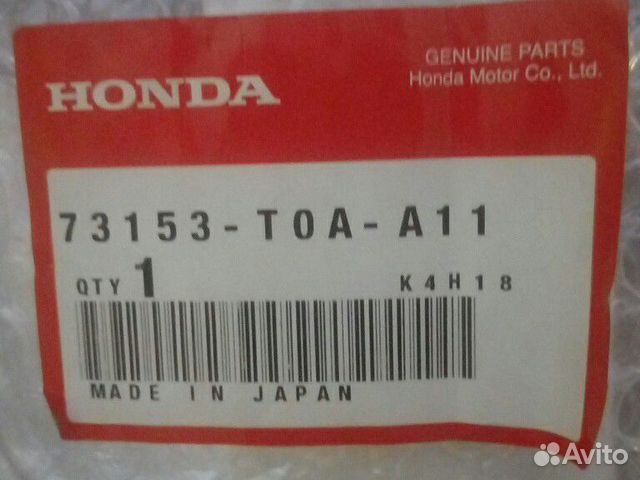 GENUINE PARTS
HONDA
Honda Motor Co., Ltd.
73153-T0A-A11
QTY 1
K4H18
MADE IN JAPAN
Avito